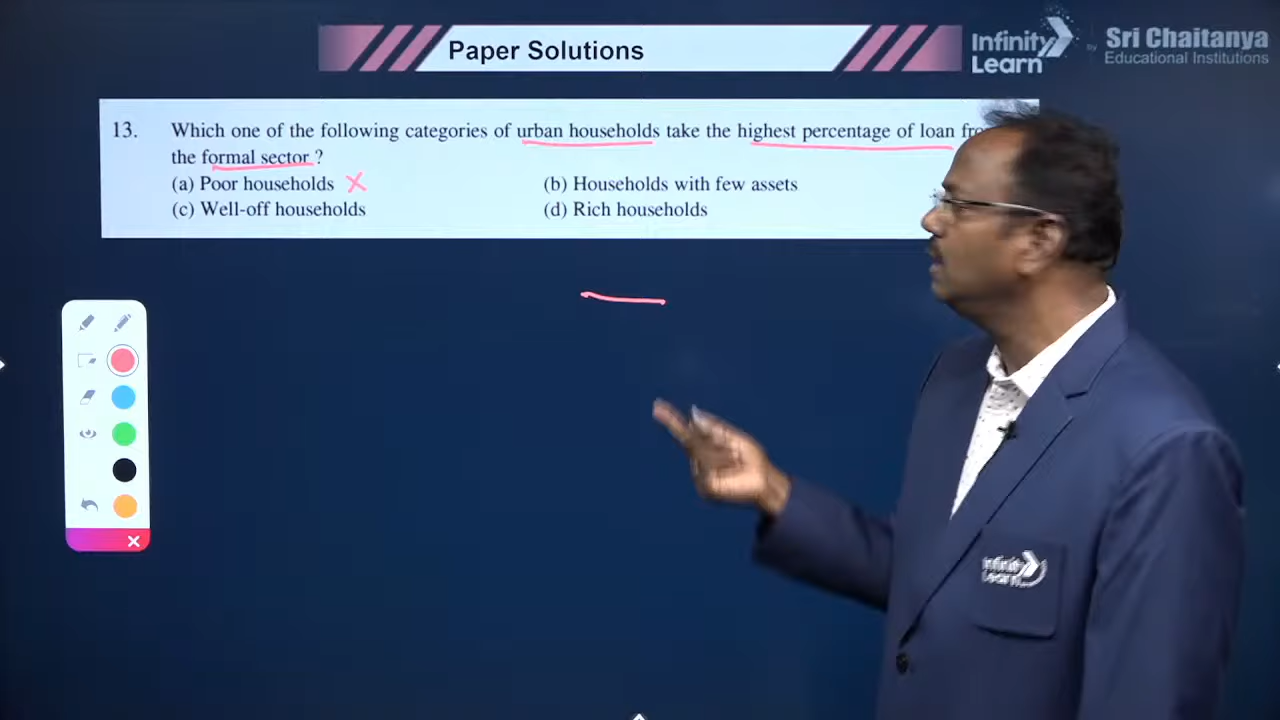 Paper Solutions
Infinity Learn by Sri Chaitanya Educational Institutions
13. Which one of the following categories of urban households take the highest percentage of loan
the formal sector ?
(a) Poor households X (b) Households with few assets
(c) Well-off households (d) Rich households
Infinity
Learn